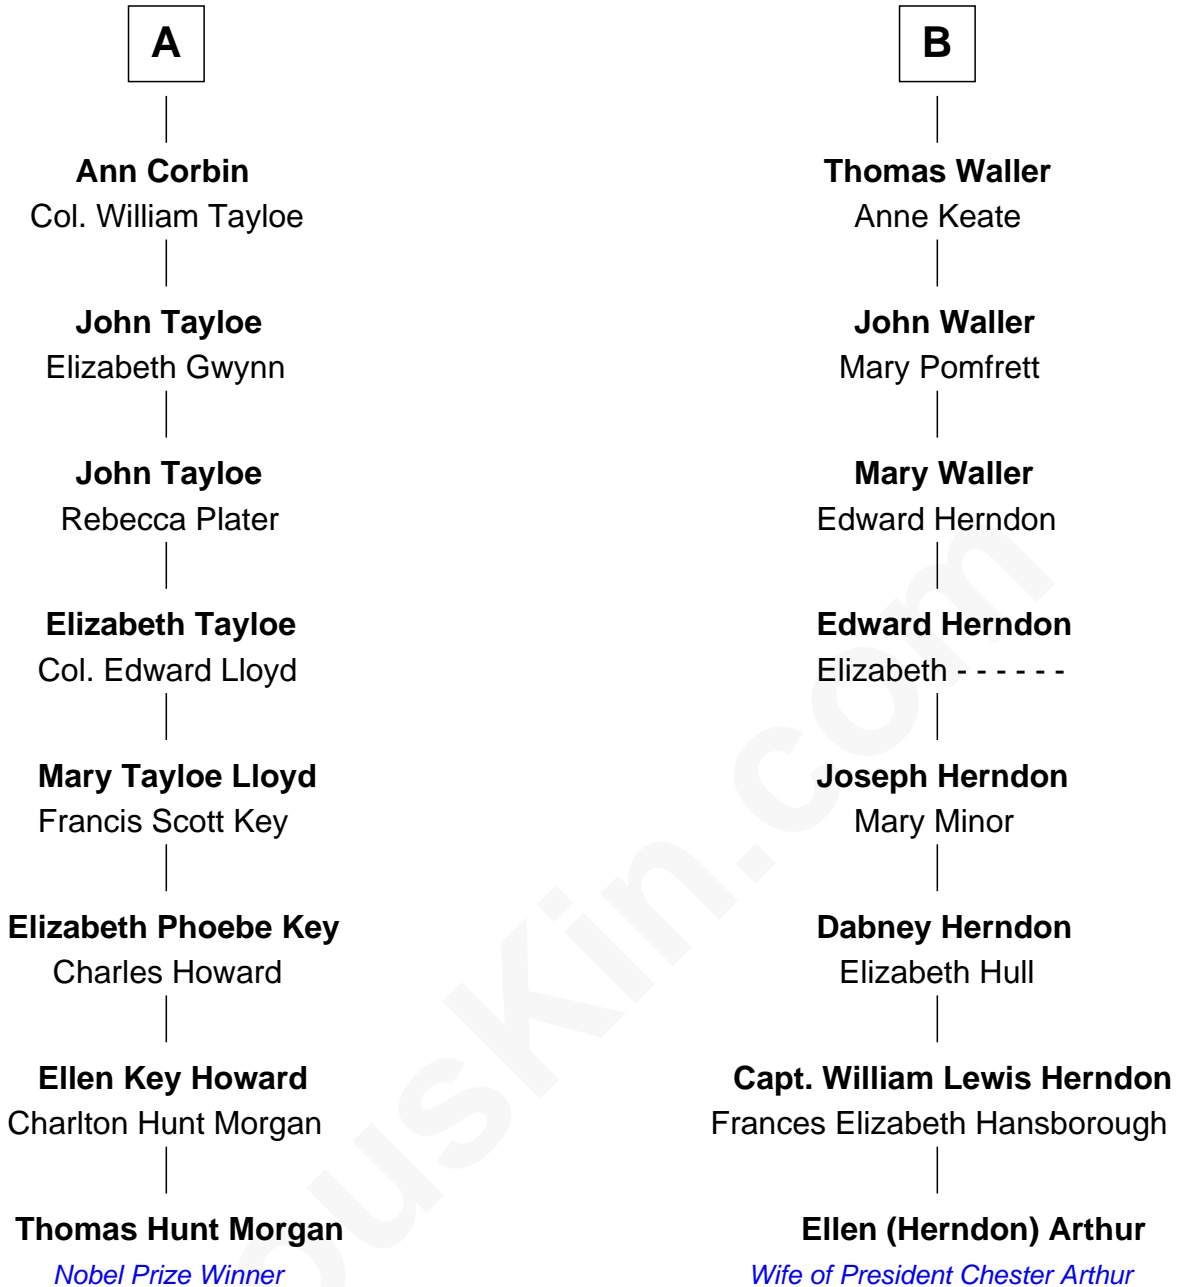 A
Ann Corbin
Col. William Tayloe
John Tayloe
Elizabeth Gwynn
John Tayloe
Rebecca Plater
Elizabeth Tayloe
Col. Edward Lloyd
Mary Tayloe Lloyd
Francis Scott Key
Elizabeth Phoebe Key
Charles Howard
Ellen Key Howard
Charlton Hunt Morgan
Thomas Hunt Morgan
Nobel Prize Winner
B
Thomas Waller
Anne Keate
John Waller
Mary Pomfrett
Mary Waller
Edward Herndon
Edward Herndon
Elizabeth - - - - - -
Joseph Herndon
Mary Minor
Dabney Herndon
Elizabeth Hull
Capt. William Lewis Herndon
Frances Elizabeth Hansborough
Ellen (Herndon) Arthur
Wife of President Chester Arthur